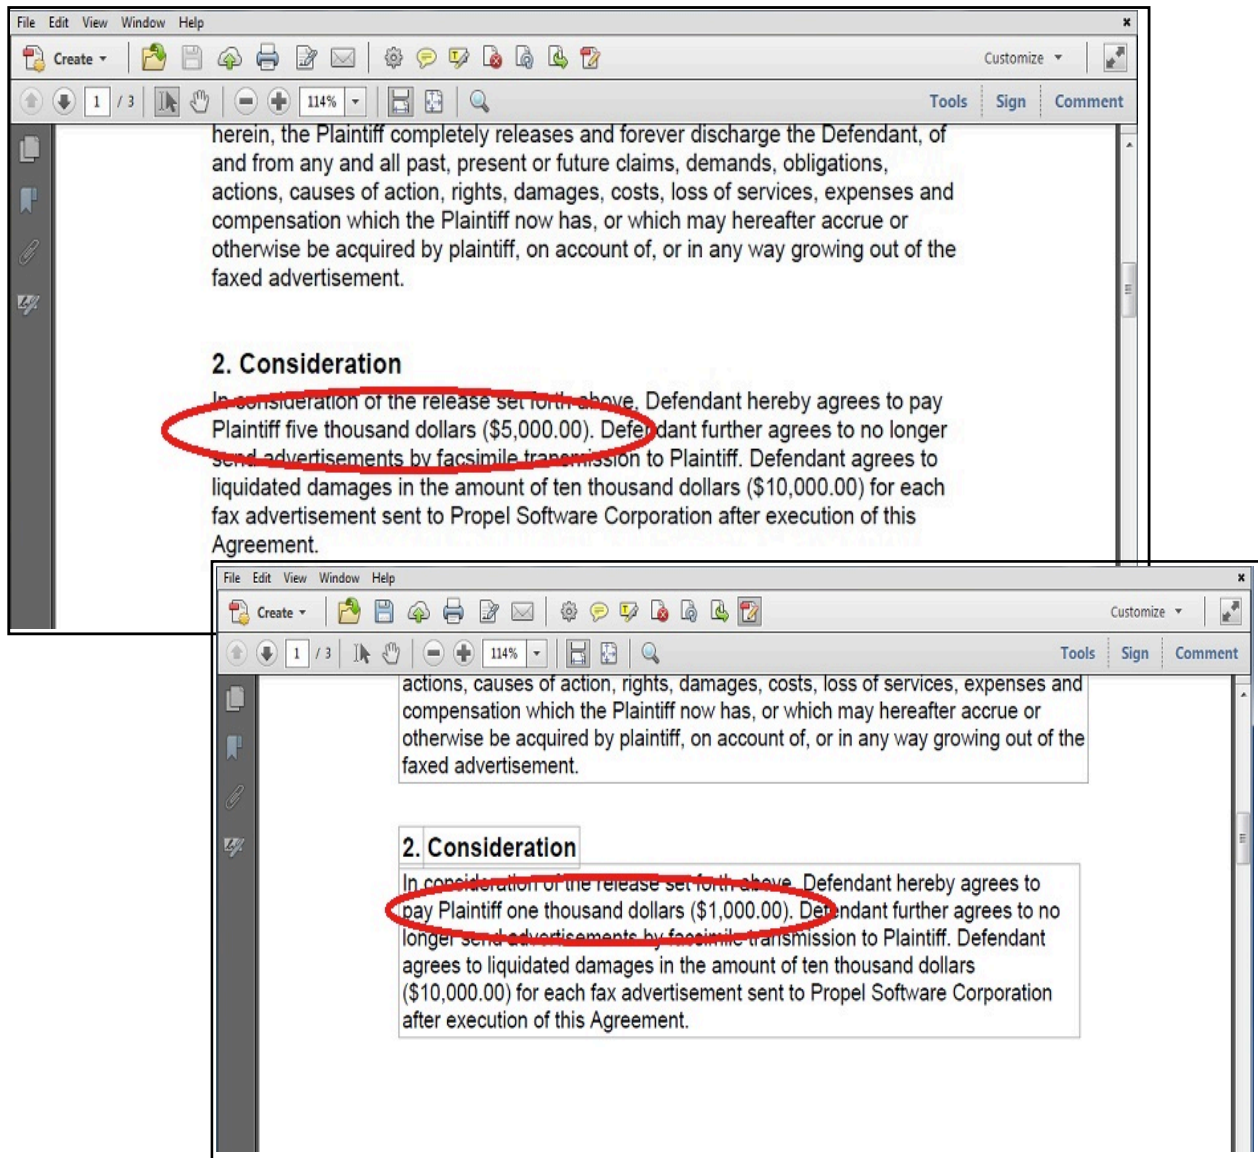 File Edit View Window Help
Create
Customize
1 / 3
114%
Tools Sign Comment
herein, the Plaintiff completely releases and forever discharge the Defendant, of
and from any and all past, present or future claims, demands, obligations,
actions, causes of action, rights, damages, costs, loss of services, expenses and
compensation which the Plaintiff now has, or which may hereafter accrue or
otherwise be acquired by plaintiff, on account of, or in any way growing out of the
faxed advertisement.
2. Consideration
In consideration of the release set forth above, Defendant hereby agrees to pay
Plaintiff five thousand dollars ($5,000.00). Defendant further agrees to no longer
send advertisements by facsimile transmission to Plaintiff. Defendant agrees to
liquidated damages in the amount of ten thousand dollars ($10,000.00) for each
fax advertisement sent to Propel Software Corporation after execution of this
Agreement.
File Edit View Window Help
Create
Customize
1 / 3
114%
Tools Sign Comment
actions, causes of action, rights, damages, costs, loss of services, expenses and
compensation which the Plaintiff now has, or which may hereafter accrue or
otherwise be acquired by plaintiff, on account of, or in any way growing out of the
faxed advertisement.
2. Consideration
In consideration of the release set forth above, Defendant hereby agrees to
pay Plaintiff one thousand dollars ($1,000.00). Defendant further agrees to no
longer send advertisements by facsimile transmission to Plaintiff. Defendant
agrees to liquidated damages in the amount of ten thousand dollars
($10,000.00) for each fax advertisement sent to Propel Software Corporation
after execution of this Agreement.